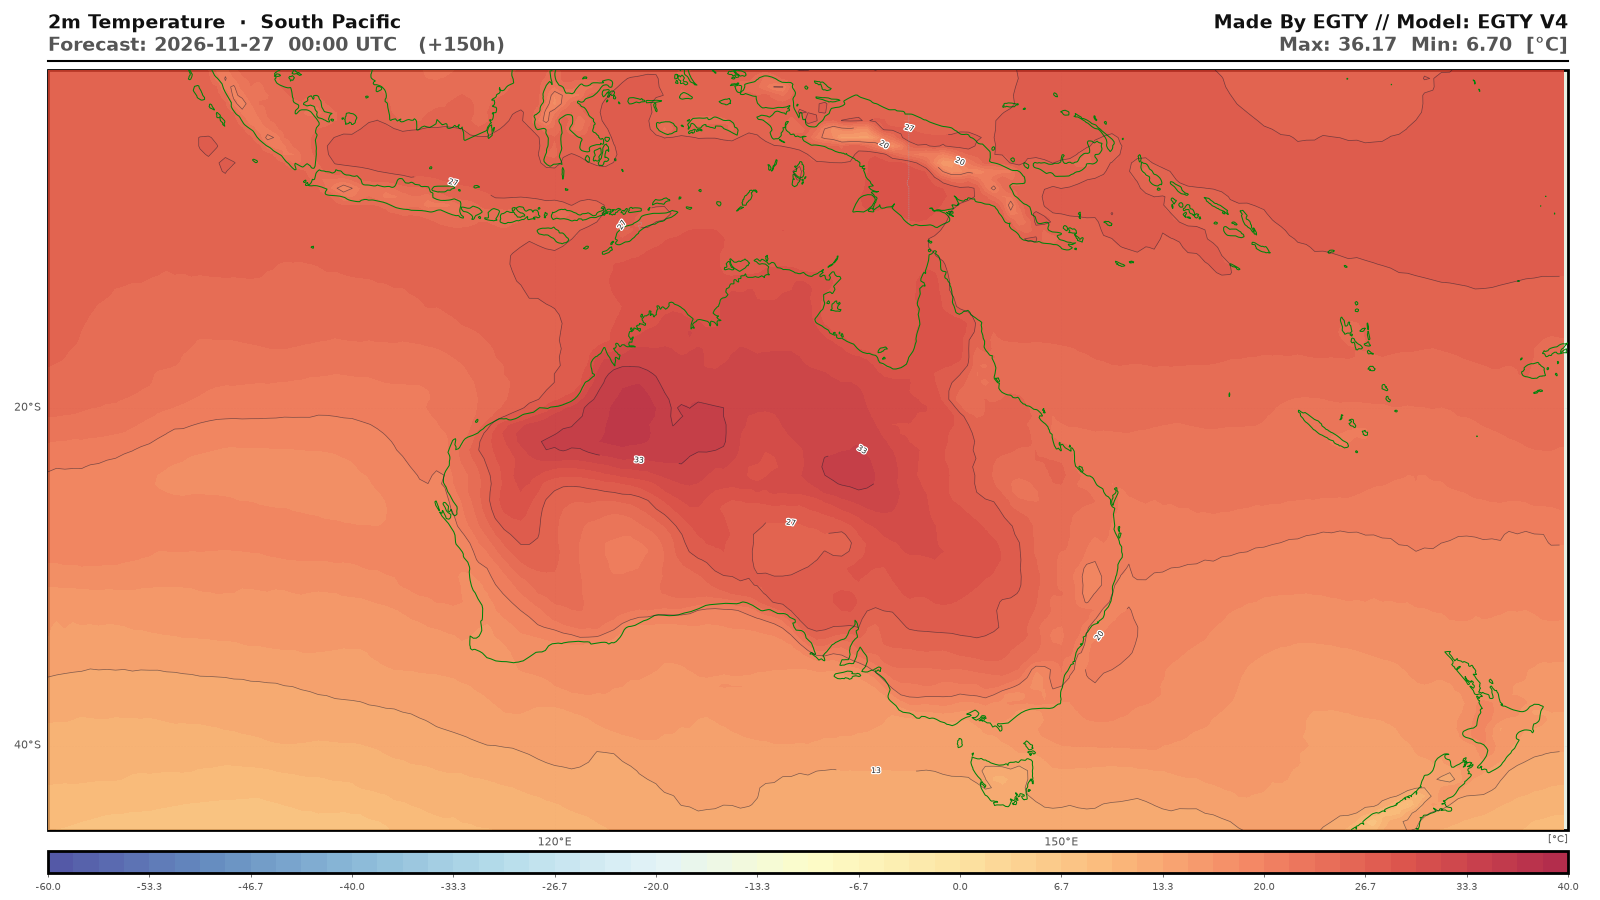 2m Temperature · South Pacific
Made By EGTY // Model: EGTY V4
Forecast: 2026-11-27 00:00 UTC (+150h)
Max: 36.17 Min: 6.70 [°C]
27
20
20
27
27
20°S
33
33
27
20
40°S
13
120°E
150°E
[°C]
-60.0 -53.3 -46.7 -40.0 -33.3 -26.7 -20.0 -13.3 -6.7 0.0 6.7 13.3 20.0 26.7 33.3 40.0